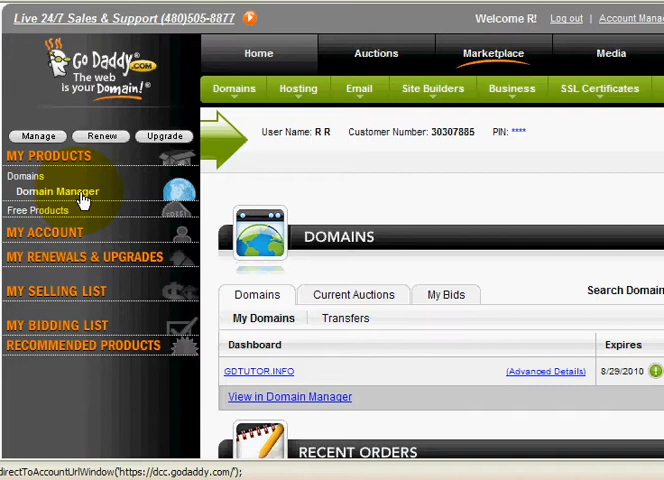 Live 24/7 Sales & Support (480)505-8877
Welcome R!
Log out
Account Mana
Go Daddy.COM
The web
is your Domain!®
Home
Auctions
Marketplace
Media
Domains
Hosting
Email
Site Builders
Business
SSL Certificates
User Name: R R
Customer Number: 30307885
PIN: ****
Manage
Renew
Upgrade
MY PRODUCTS
Domains
Domain Manager
Free Products
FREE
MY ACCOUNT
MY RENEWALS & UPGRADES
MY SELLING LIST
MY BIDDING LIST
RECOMMENDED PRODUCTS
DOMAINS
Domains
Current Auctions
My Bids
Search Domain
My Domains
Transfers
Dashboard
Expires
GDTUTOR.INFO
(Advanced Details)
8/29/2010
View in Domain Manager
RECENT ORDERS
directToAccountUrlWindow('https://dcc.godaddy.com/');